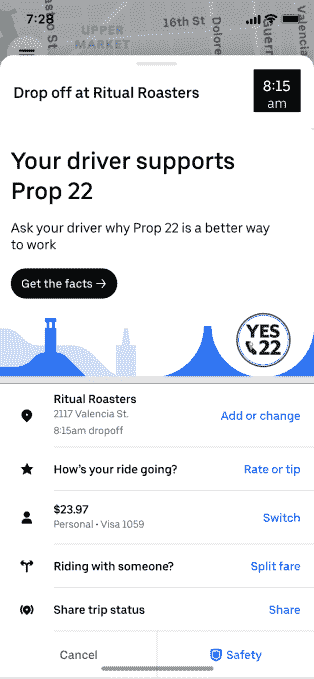 7:28
UPPER
MARKET
16th St
Drop off at Ritual Roasters
8:15
am
Your driver supports
Prop 22
Ask your driver why Prop 22 is a better way
to work
Get the facts →
YES
22
Ritual Roasters
2117 Valencia St.
8:15am dropoff
Add or change
How's your ride going?
Rate or tip
$23.97
Personal • Visa 1059
Switch
Riding with someone?
Split fare
Share trip status
Share
Cancel
Safety